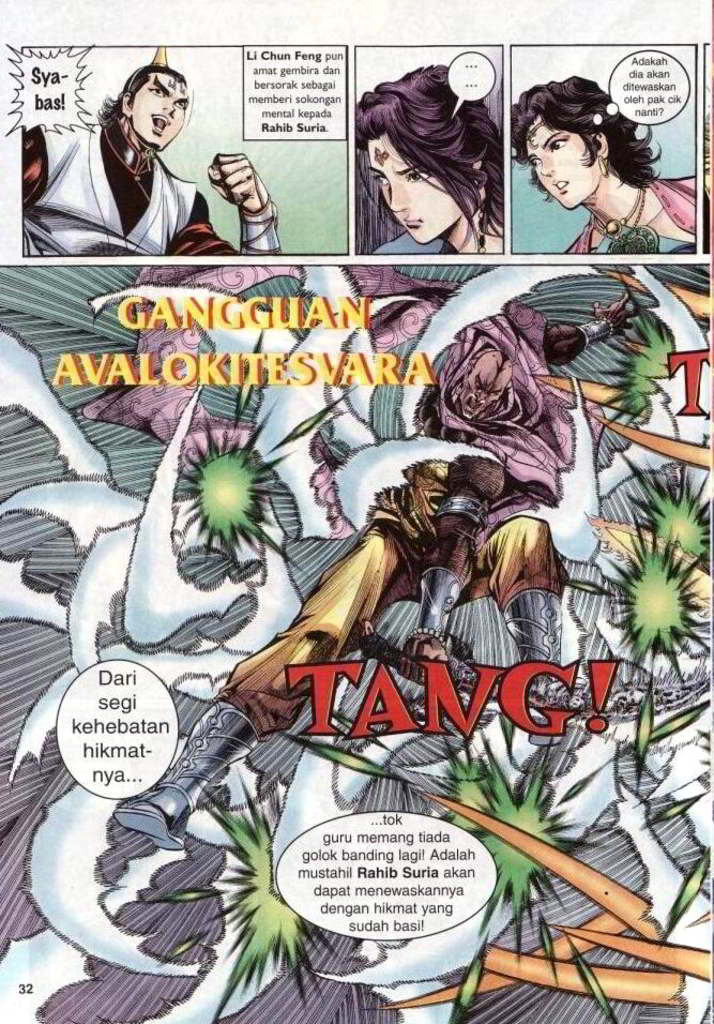 Sya-
bas!
Li Chun Feng pun
amat gembira dan
bersorak sebagai
memberi sokongan
mental kepada
Rahib Suria.
...
...
Adakah
dia akan
ditewaskan
oleh pak cik
nanti?
GANGGUAN
AVALOKITESVARA
T
TANG!
Dari
segi
kehebatan
hikmat-
nya...
...tok
guru memang tiada
golok banding lagi! Adalah
mustahil Rahib Suria akan
dapat menewaskannya
dengan hikmat yang
sudah basi!
32